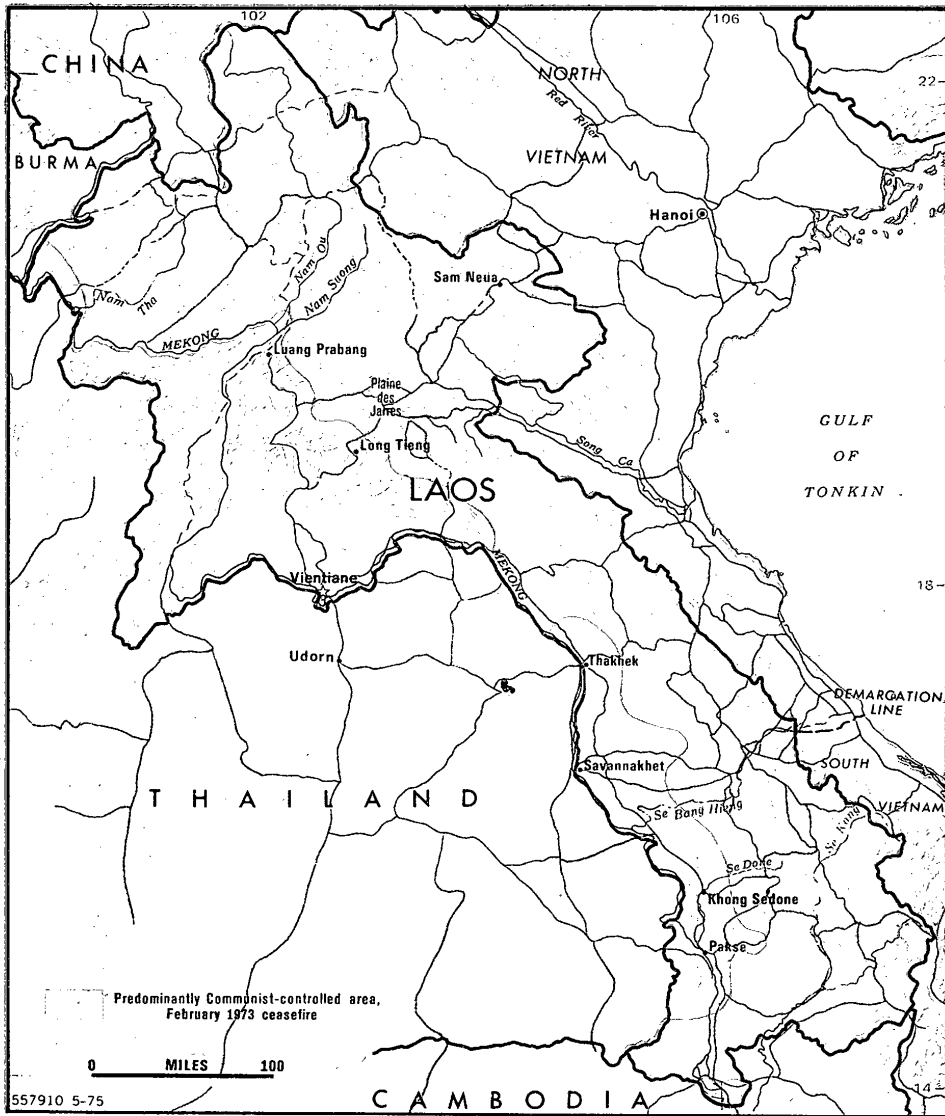 102
106
CHINA
NORTH
VIETNAM
Red River
22
BURMA
Hanoi
20
Sam Neua
Nam Ou
Nam Suong
Nam
Tha
MEKONG
Luang Prabang
Plaine
des
Jarres
GULF
OF
TONKIN
Long Tieng
Song Ca
LAOS
MEKONG
Vientiane
18
Udorn
Thakhek
DEMARCATION
LINE
Savannakhet
SOUTH
VIETNAM
THAILAND
Se Bang Hieng
Se Kong
Se Done
Khong Sedone
Pakse
Predominantly Communist-controlled area,
February 1973 ceasefire
0 MILES 100
557910 5-75
CAMBODIA
14